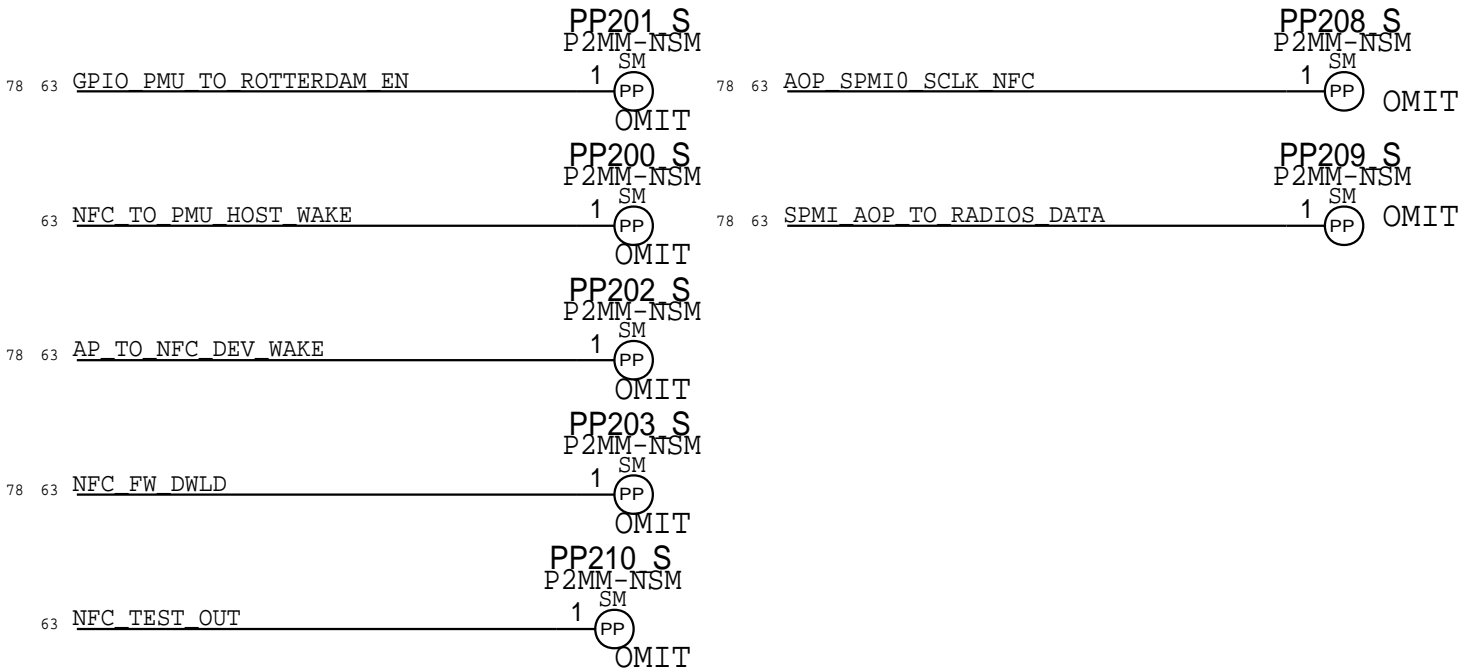 PP201_S
P2MM-NSM
SM
78 63 GPIO_PMU_TO_ROTTERDAM_EN 1 PP
OMIT
PP200_S
P2MM-NSM
SM
63 NFC_TO_PMU_HOST_WAKE 1 PP
OMIT
PP202_S
P2MM-NSM
SM
78 63 AP_TO_NFC_DEV_WAKE 1 PP
OMIT
PP203_S
P2MM-NSM
SM
78 63 NFC_FW_DWLD 1 PP
OMIT
PP210_S
P2MM-NSM
SM
63 NFC_TEST_OUT 1 PP
OMIT
PP208_S
P2MM-NSM
SM
78 63 AOP_SPMI0_SCLK_NFC 1 PP OMIT
PP209_S
P2MM-NSM
SM
78 63 SPMI_AOP_TO_RADIOS_DATA 1 PP OMIT